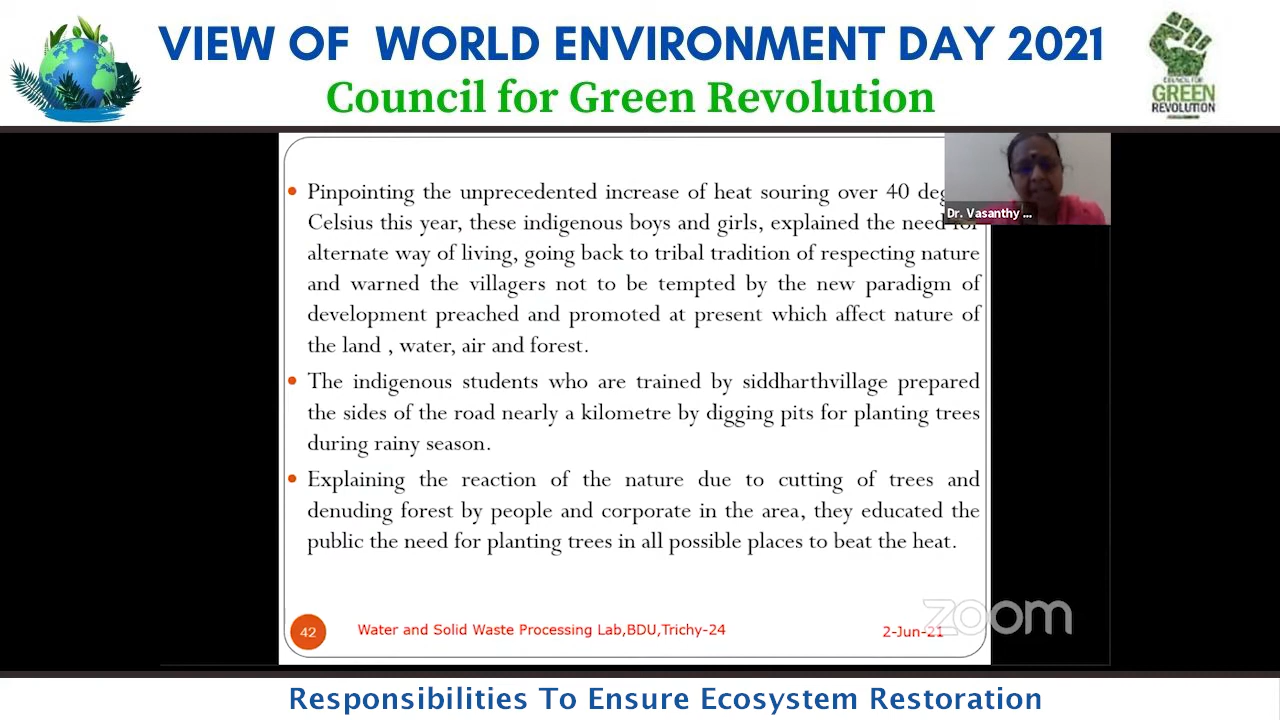 VIEW OF WORLD ENVIRONMENT DAY 2021
Council for Green Revolution
COUNCIL FOR
GREEN
REVOLUTION
Pinpointing the unprecedented increase of heat souring over 40
Celsius this year, these indigenous boys and girls, explained the need for
alternate way of living, going back to tribal tradition of respecting nature
and warned the villagers not to be tempted by the new paradigm of
development preached and promoted at present which affect nature of
the land , water, air and forest.
Dr. Vasanthy ...
• The indigenous students who are trained by siddharthvillage prepared
the sides of the road nearly a kilometre by digging pits for planting trees
during rainy season.
• Explaining the reaction of the nature due to cutting of trees and
denuding forest by people and corporate in the area, they educated the
public the need for planting trees in all possible places to beat the heat.
42
Water and Solid Waste Processing Lab,BDU,Trichy-24
2-Jun-21
zoom
Responsibilities To Ensure Ecosystem Restoration